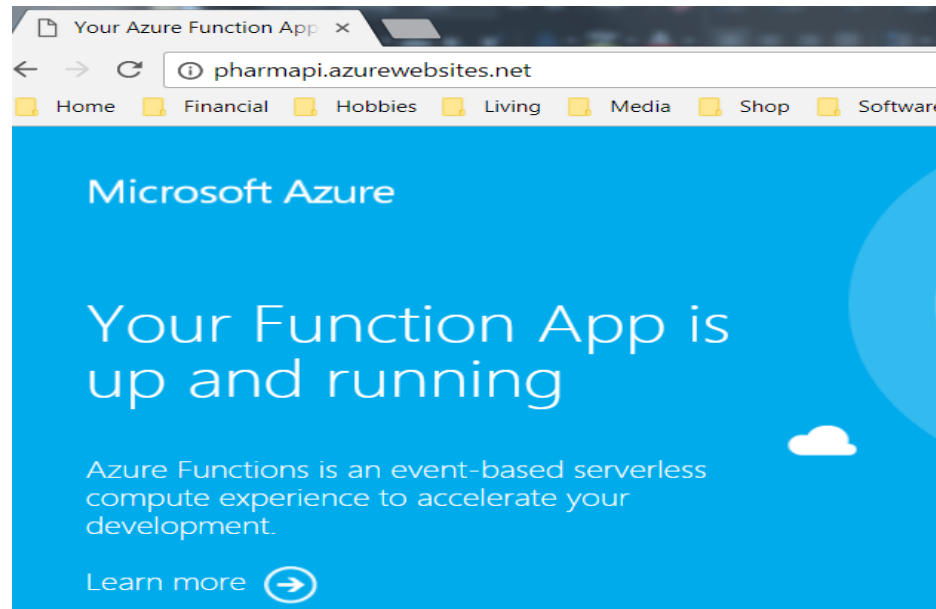 Your Azure Function App
pharmapi.azurewebsites.net
Home Financial Hobbies Living Media Shop Software
Microsoft Azure
Your Function App is
up and running
Azure Functions is an event-based serverless
compute experience to accelerate your
development.
Learn more